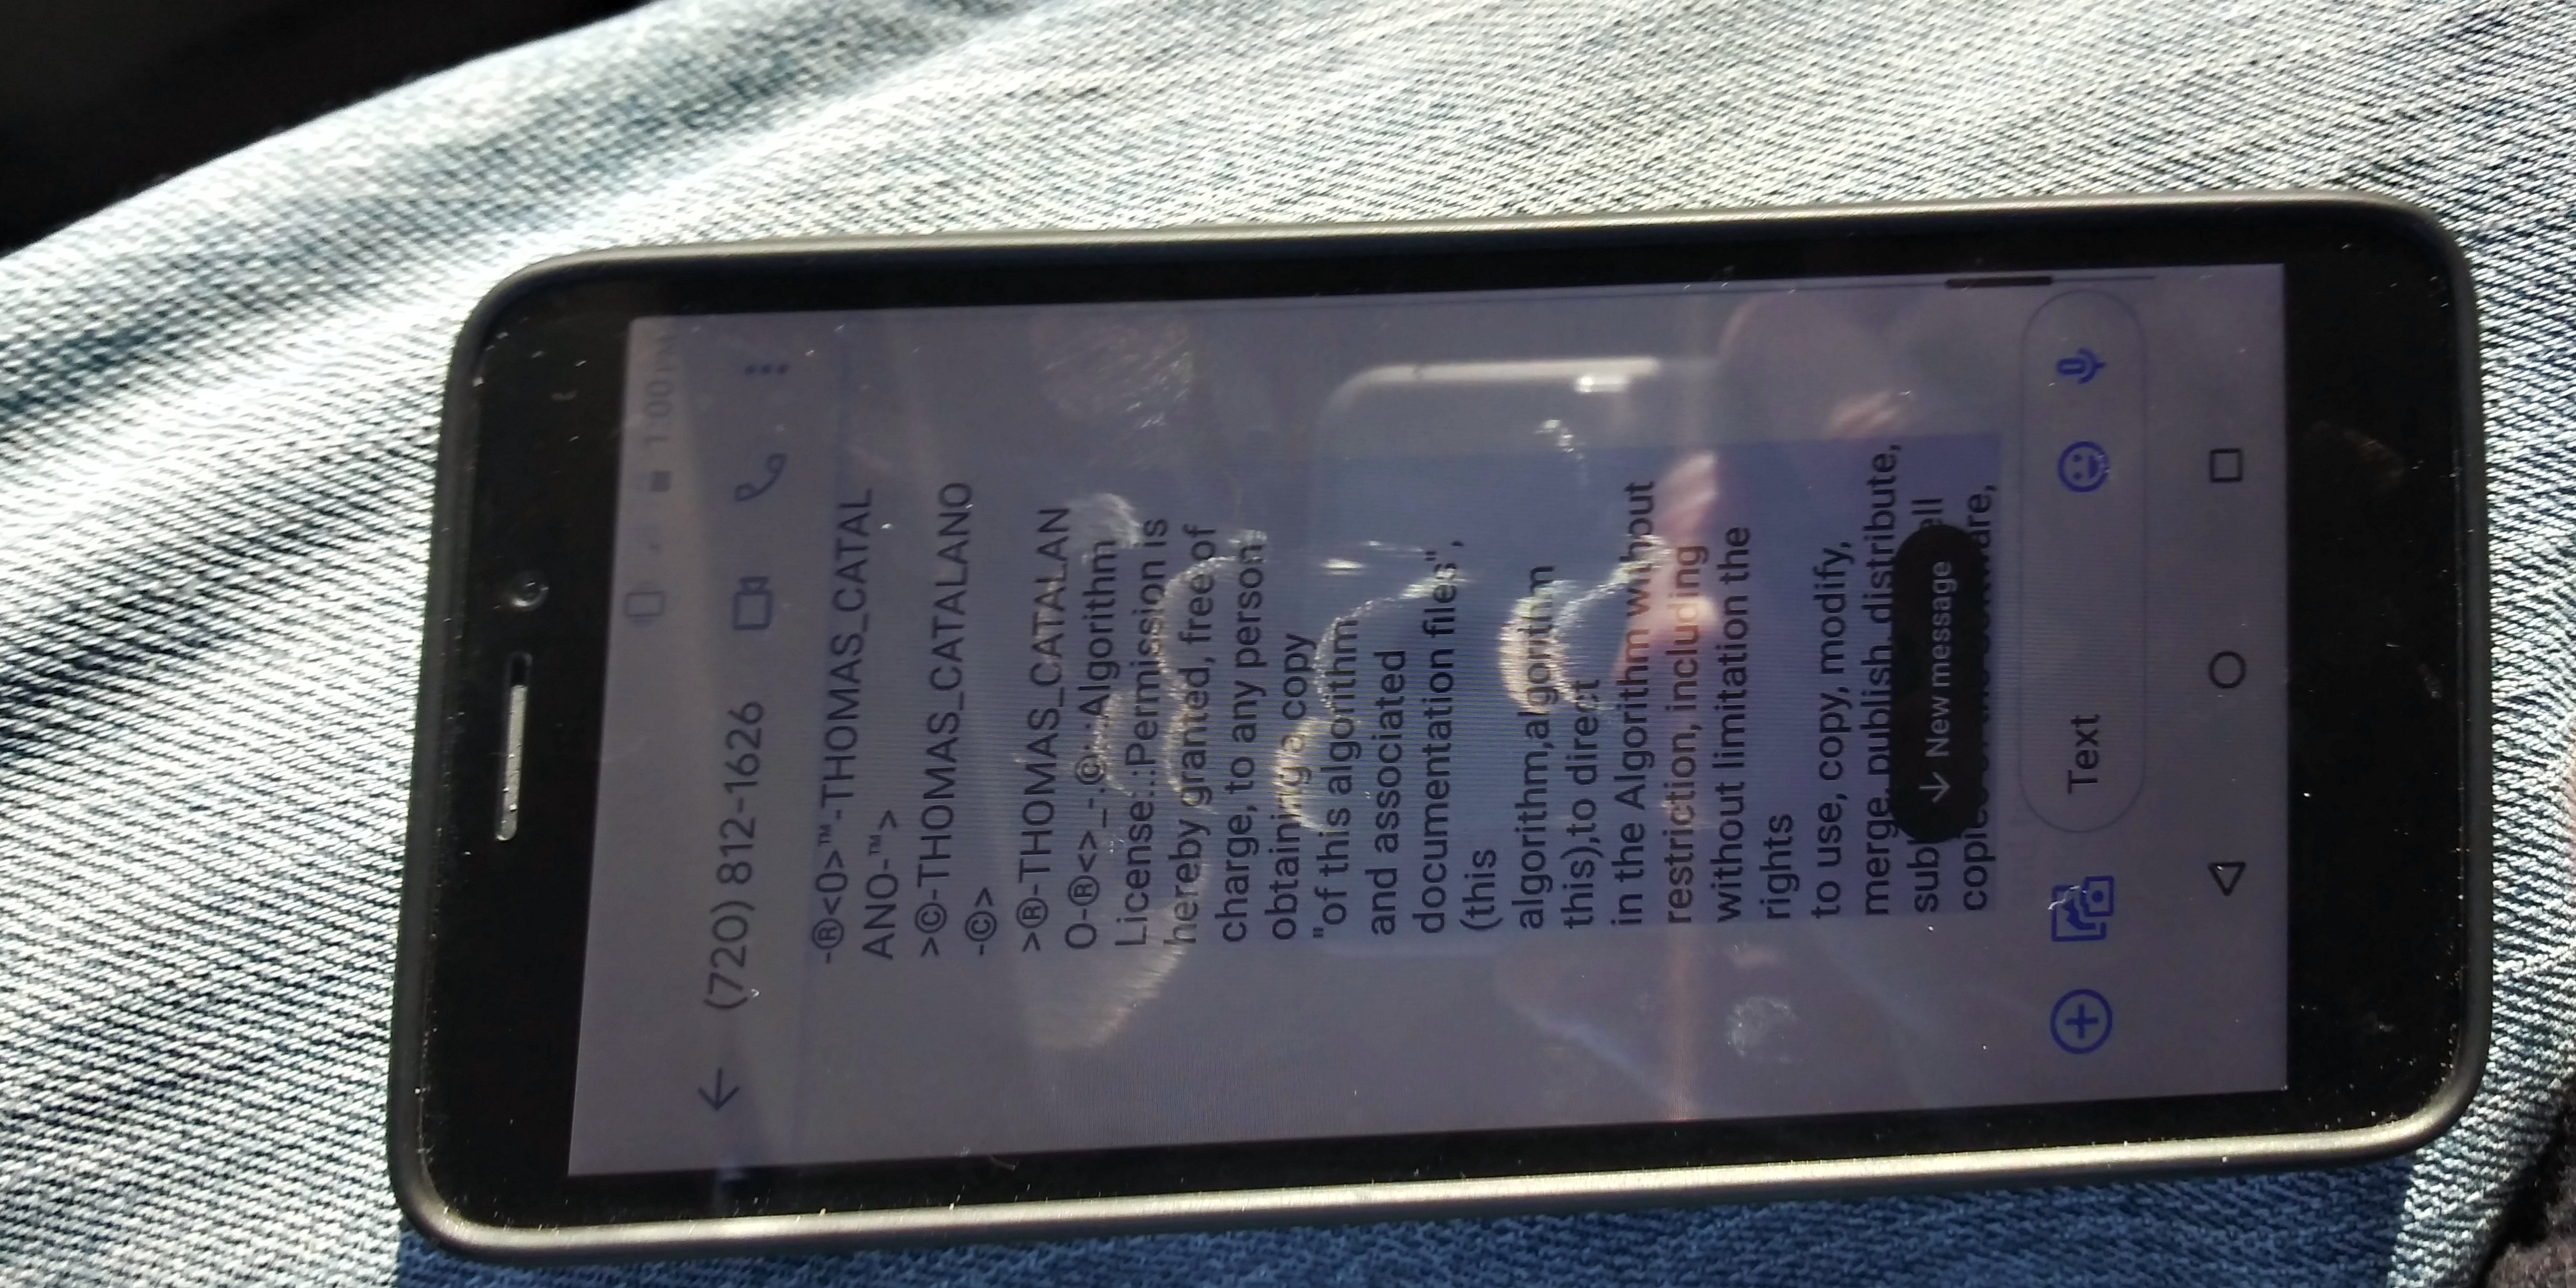 1:00 PM
(720) 812-1626
-®<0>™-THOMAS_CATAL
ANO-™>
>©-THOMAS_CATALANO
-©>
>®-THOMAS_CATALAN
O-®<>_-.©:.:Algorithm
License:.:Permission is
hereby granted, free of
charge, to any person
obtaining a copy
"of this algorithm
and associated
documentation files",
(this
algorithm,algorithm
this),to direct
in the Algorithm without
restriction, including
without limitation the
rights
to use, copy, modify,
merge, publish, distribute,
New message
Text